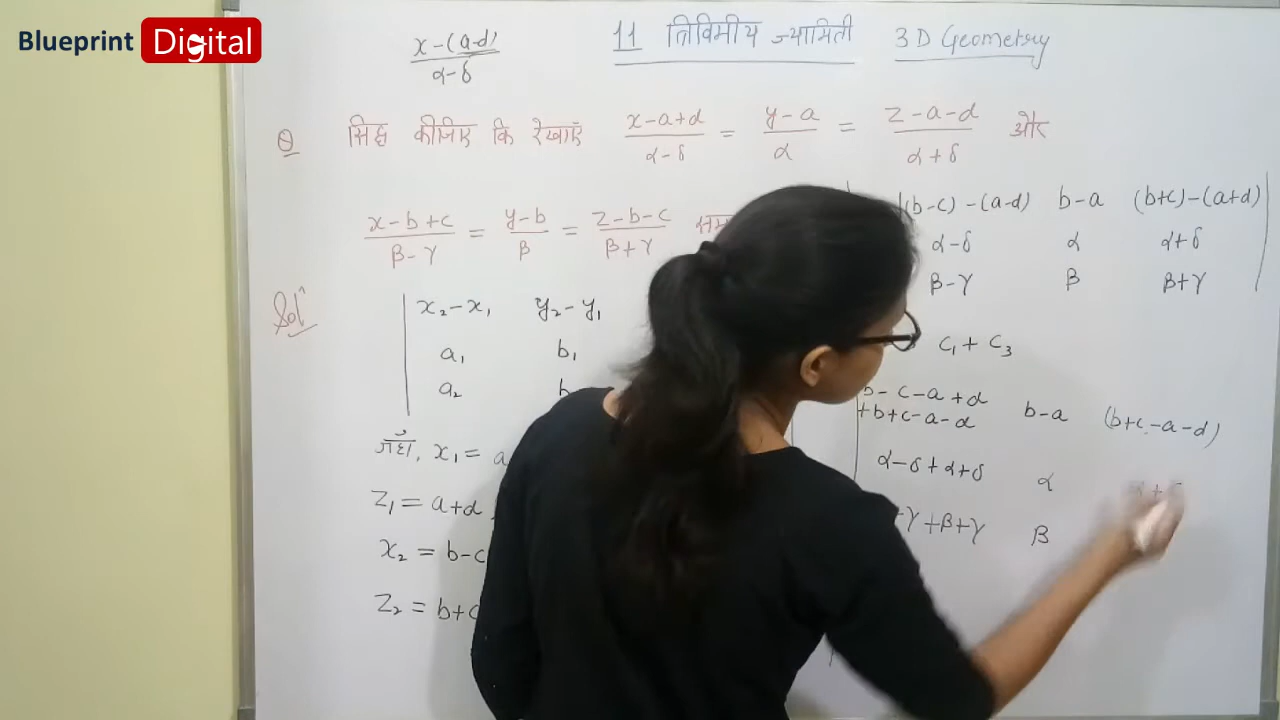 Blueprint Digital
x-(a-d)
α-δ
11 त्रिविमीय ज्यामिती 3D Geometry
Q सिद्ध कीजिए कि रेखाएं x-a+d/α-δ = y-a/α = z-a-d/α+δ और
x-b+c/β-γ = y-b/β = z-b-c/β+γ
Sol^n
x₂-x₁ y₂-y₁
a₁ b₁
a₂ b
जहाँ, x₁ = a
z₁ = a+d
x₂ = b-c
z₂ = b+c
(b-c)-(a-d) b-a (b+c)-(a+d)
α-δ α α+δ
β-γ β β+γ
c₁ + c₃
b-c-a+d
+b+c-a-d b-a (b+c-a-d)
α-δ+α+δ α
-γ+β+γ β